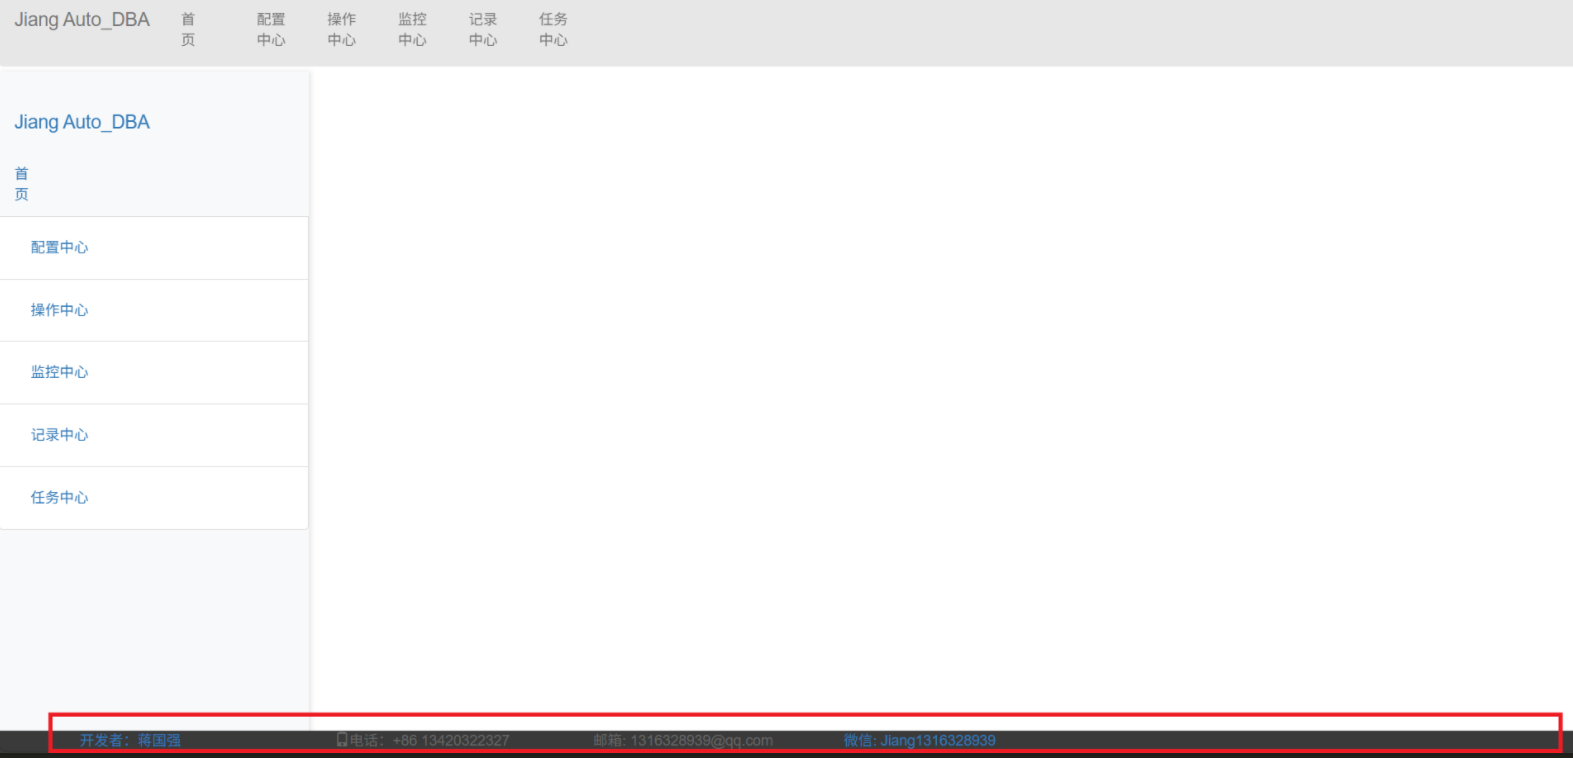 Jiang Auto_DBA 首 配置 操作 监控 记录 任务
页 中心 中心 中心 中心 中心
Jiang Auto_DBA
首
页
配置中心
操作中心
监控中心
记录中心
任务中心
开发者：蒋国强 电话：+86 13420322327 邮箱: 1316328939@qq.com 微信: Jiang1316328939